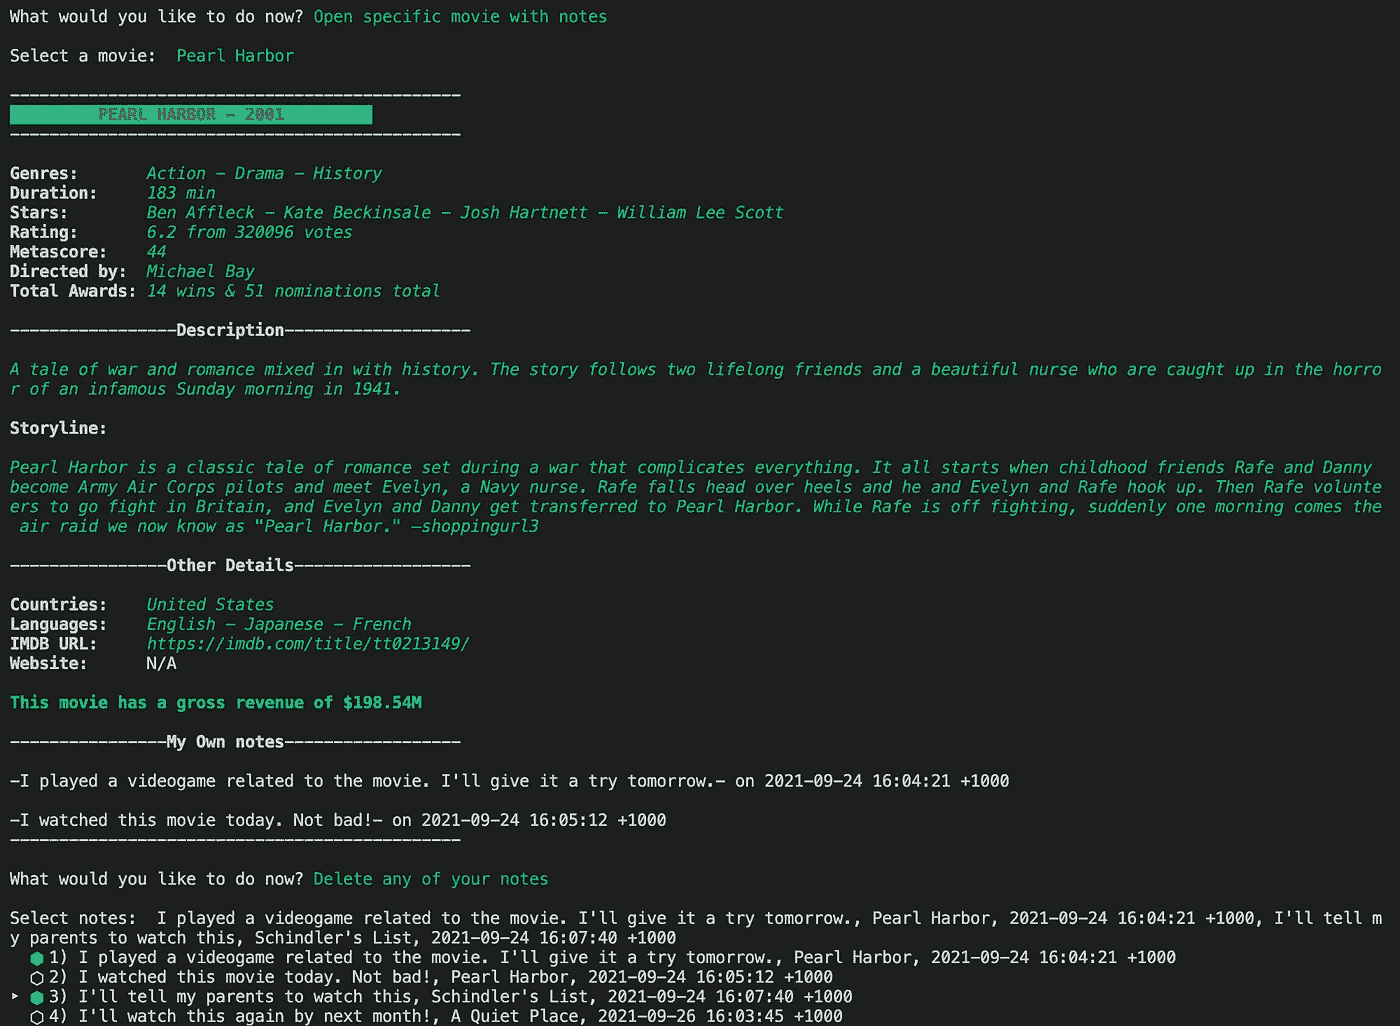 What would you like to do now? Open specific movie with notes
Select a movie:  Pearl Harbor
----------------------------------------------
PEARL HARBOR - 2001
----------------------------------------------
Genres:       Action - Drama - History
Duration:     183 min
Stars:        Ben Affleck - Kate Beckinsale - Josh Hartnett - William Lee Scott
Rating:       6.2 from 320096 votes
Metascore:    44
Directed by:  Michael Bay
Total Awards: 14 wins & 51 nominations total
-----------------Description-------------------
A tale of war and romance mixed in with history. The story follows two lifelong friends and a beautiful nurse who are caught up in the horro
r of an infamous Sunday morning in 1941.
Storyline:
Pearl Harbor is a classic tale of romance set during a war that complicates everything. It all starts when childhood friends Rafe and Danny
become Army Air Corps pilots and meet Evelyn, a Navy nurse. Rafe falls head over heels and he and Evelyn and Rafe hook up. Then Rafe volunte
ers to go fight in Britain, and Evelyn and Danny get transferred to Pearl Harbor. While Rafe is off fighting, suddenly one morning comes the
 air raid we now know as "Pearl Harbor." —shoppingurl3
----------------Other Details------------------
Countries:    United States
Languages:    English - Japanese - French
IMDB URL:     https://imdb.com/title/tt0213149/
Website:      N/A
This movie has a gross revenue of $198.54M
----------------My Own notes------------------
-I played a videogame related to the movie. I'll give it a try tomorrow.- on 2021-09-24 16:04:21 +1000
-I watched this movie today. Not bad!- on 2021-09-24 16:05:12 +1000
----------------------------------------------
What would you like to do now? Delete any of your notes
Select notes:  I played a videogame related to the movie. I'll give it a try tomorrow., Pearl Harbor, 2021-09-24 16:04:21 +1000, I'll tell m
y parents to watch this, Schindler's List, 2021-09-24 16:07:40 +1000
  ⬢ 1) I played a videogame related to the movie. I'll give it a try tomorrow., Pearl Harbor, 2021-09-24 16:04:21 +1000
  ⬡ 2) I watched this movie today. Not bad!, Pearl Harbor, 2021-09-24 16:05:12 +1000
‣ ⬢ 3) I'll tell my parents to watch this, Schindler's List, 2021-09-24 16:07:40 +1000
  ⬡ 4) I'll watch this again by next month!, A Quiet Place, 2021-09-26 16:03:45 +1000